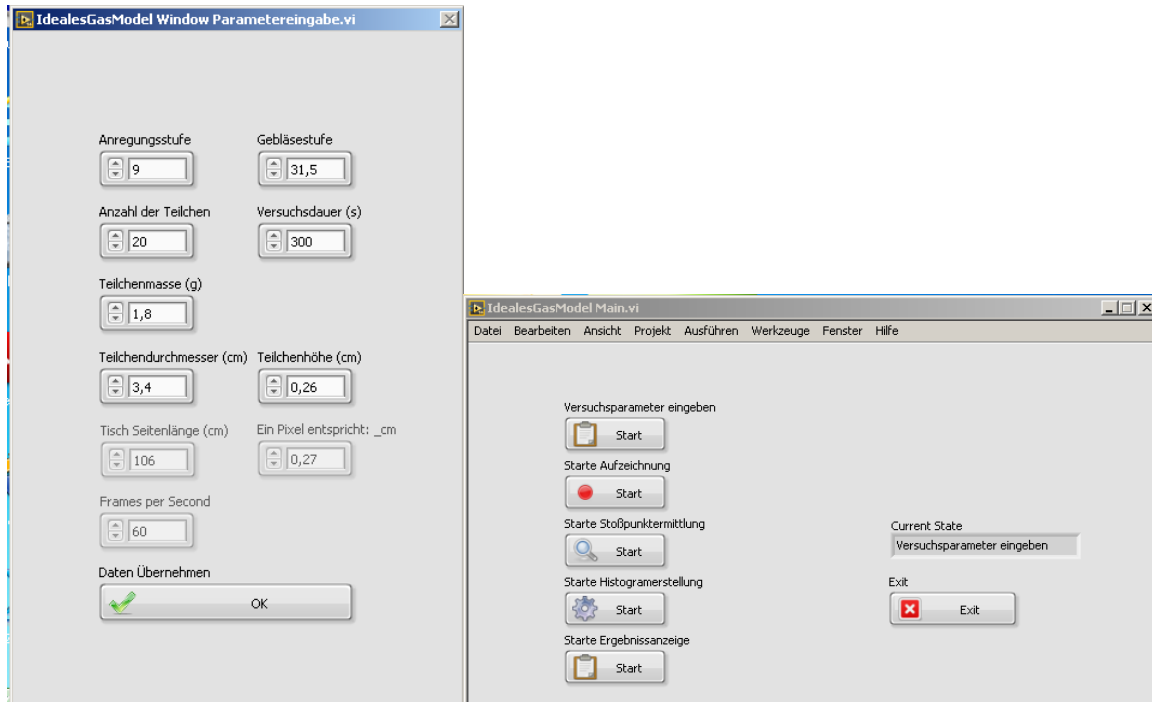 IdealesGasModel Window Parametereingabe.vi
Anregungsstufe Gebläsestufe
9 31,5
Anzahl der Teilchen Versuchsdauer (s)
20 300
Teilchenmasse (g)
1,8
Teilchendurchmesser (cm) Teilchenhöhe (cm)
3,4 0,26
Tisch Seitenlänge (cm) Ein Pixel entspricht: _cm
106 0,27
Frames per Second
60
Daten Übernehmen
OK
IdealesGasModel Main.vi
Datei Bearbeiten Ansicht Projekt Ausführen Werkzeuge Fenster Hilfe
Versuchsparameter eingeben
Start
Starte Aufzeichnung
Start
Starte Stoßpunktermittlung
Start
Starte Histogramerstellung
Start
Starte Ergebnissanzeige
Start
Current State
Versuchsparameter eingeben
Exit
Exit